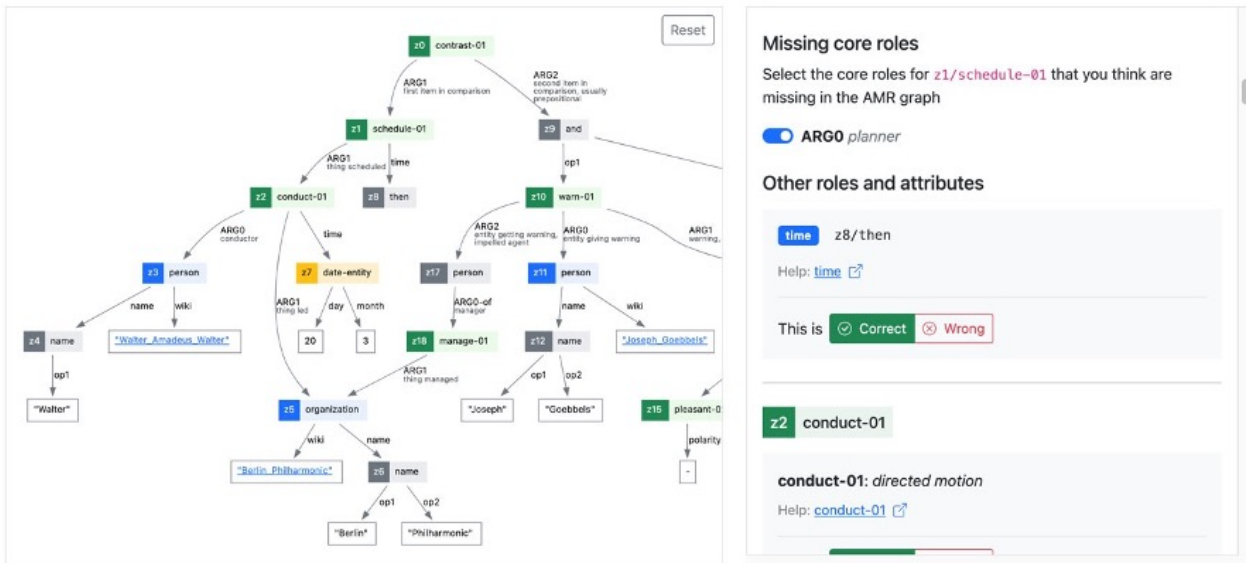 Reset
z0 contrast-01
ARG1
first item in comparison
ARG2
second item in
comparison, usually
prepositional
z1 schedule-01
z9 and
ARG1
thing scheduled
time
op1
z2 conduct-01
z8 then
z10 warn-01
ARG0
conductor
time
ARG2
entity getting warning,
impelled agent
ARG0
entity giving warning
ARG1
warning,
z3 person
z7 date-entity
z17 person
z11 person
name
wiki
ARG1
thing led
day
month
ARG0-of
manager
name
wiki
z4 name
"Walter_Amadeus_Walter"
20
3
z18 manage-01
z12 name
"Joseph_Goebbels"
op1
ARG1
thing managed
op1
op2
"Walter"
z5 organization
"Joseph"
"Goebbels"
z15 pleasant-0
wiki
name
polarity
"Berlin_Philharmonic"
z6 name
-
op1
op2
"Berlin"
"Philharmonic"
Missing core roles
Select the core roles for z1/schedule-01 that you think are
missing in the AMR graph
ARG0 planner
Other roles and attributes
time z8/then
Help: time
This is Correct Wrong
z2 conduct-01
conduct-01: directed motion
Help: conduct-01